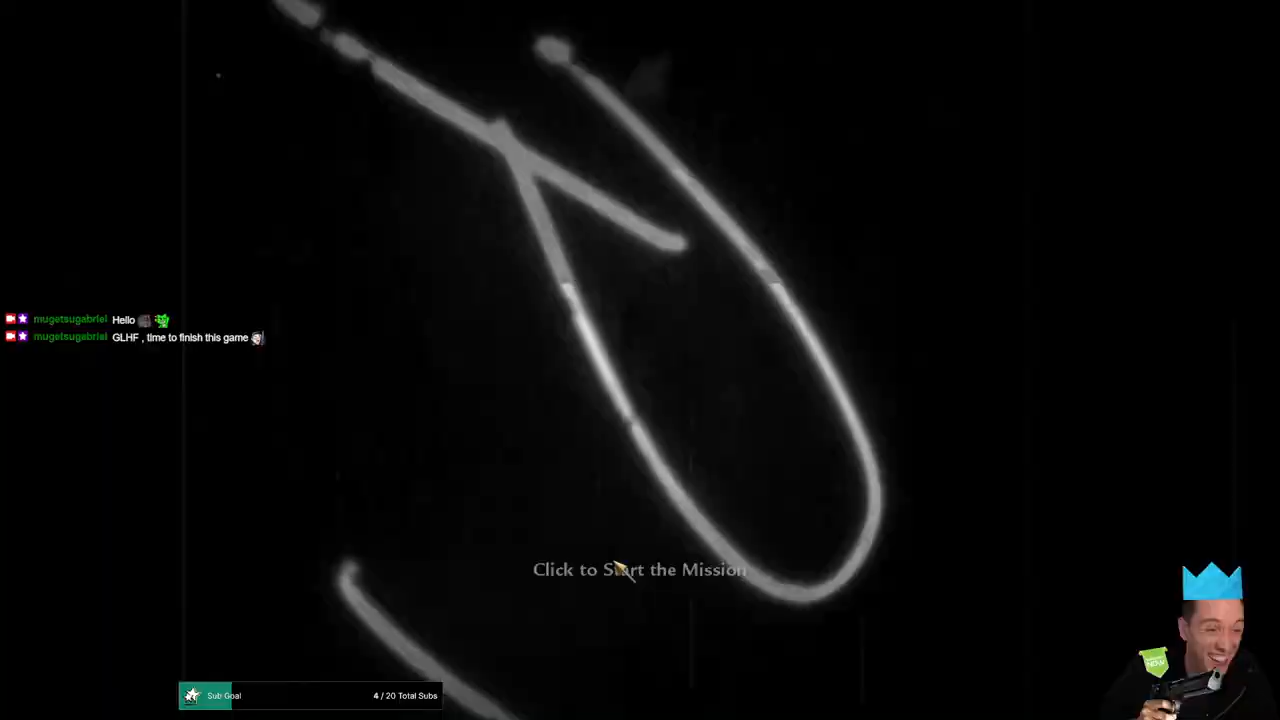 mugetsugabriel Hello
mugetsugabriel GLHF , time to finish this game
Click to Start the Mission
Sub Goal
4 / 20 Total Subs
NOW